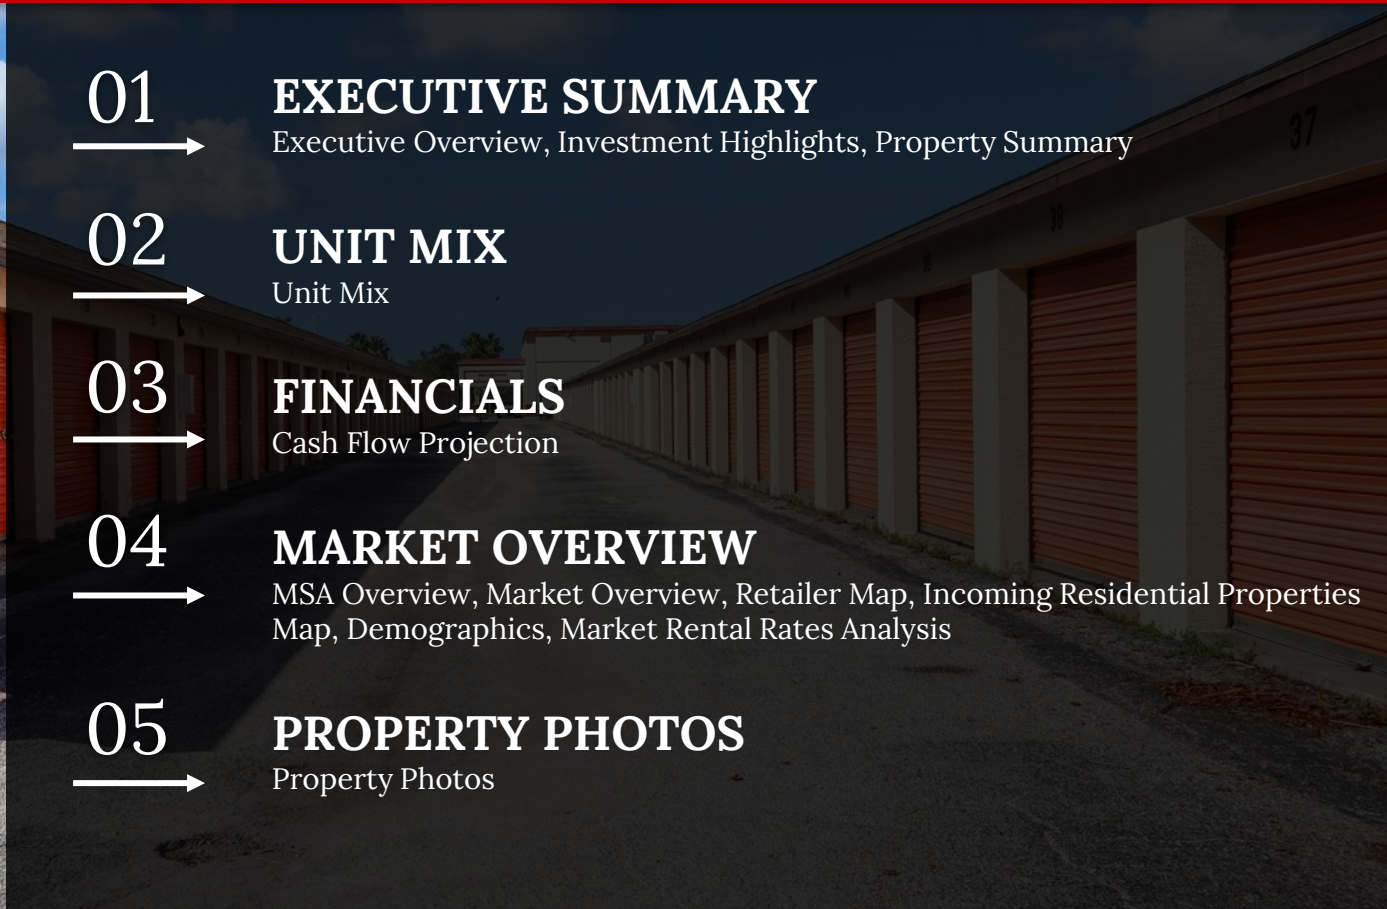 01
EXECUTIVE SUMMARY
Executive Overview, Investment Highlights, Property Summary
02
UNIT MIX
Unit Mix
03
FINANCIALS
Cash Flow Projection
04
MARKET OVERVIEW
MSA Overview, Market Overview, Retailer Map, Incoming Residential Properties
Map, Demographics, Market Rental Rates Analysis
05
PROPERTY PHOTOS
Property Photos
37
38